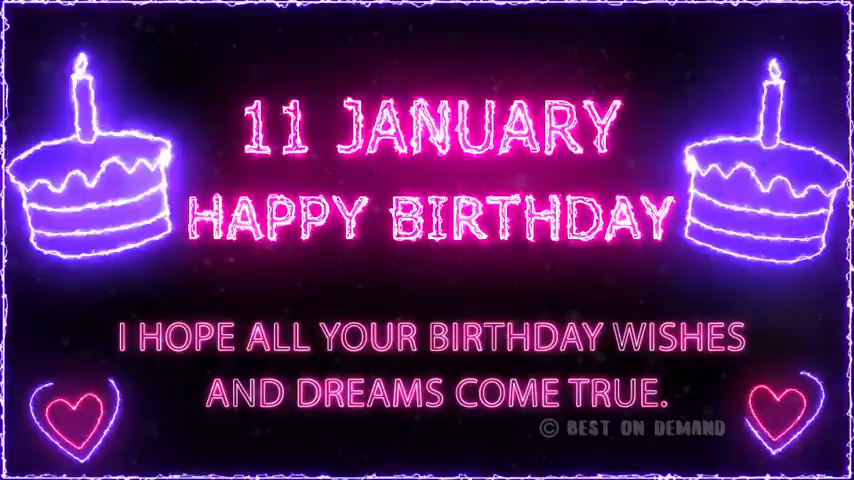 11 JANUARY
HAPPY BIRTHDAY
I HOPE ALL YOUR BIRTHDAY WISHES
AND DREAMS COME TRUE.
© BEST ON DEMAND